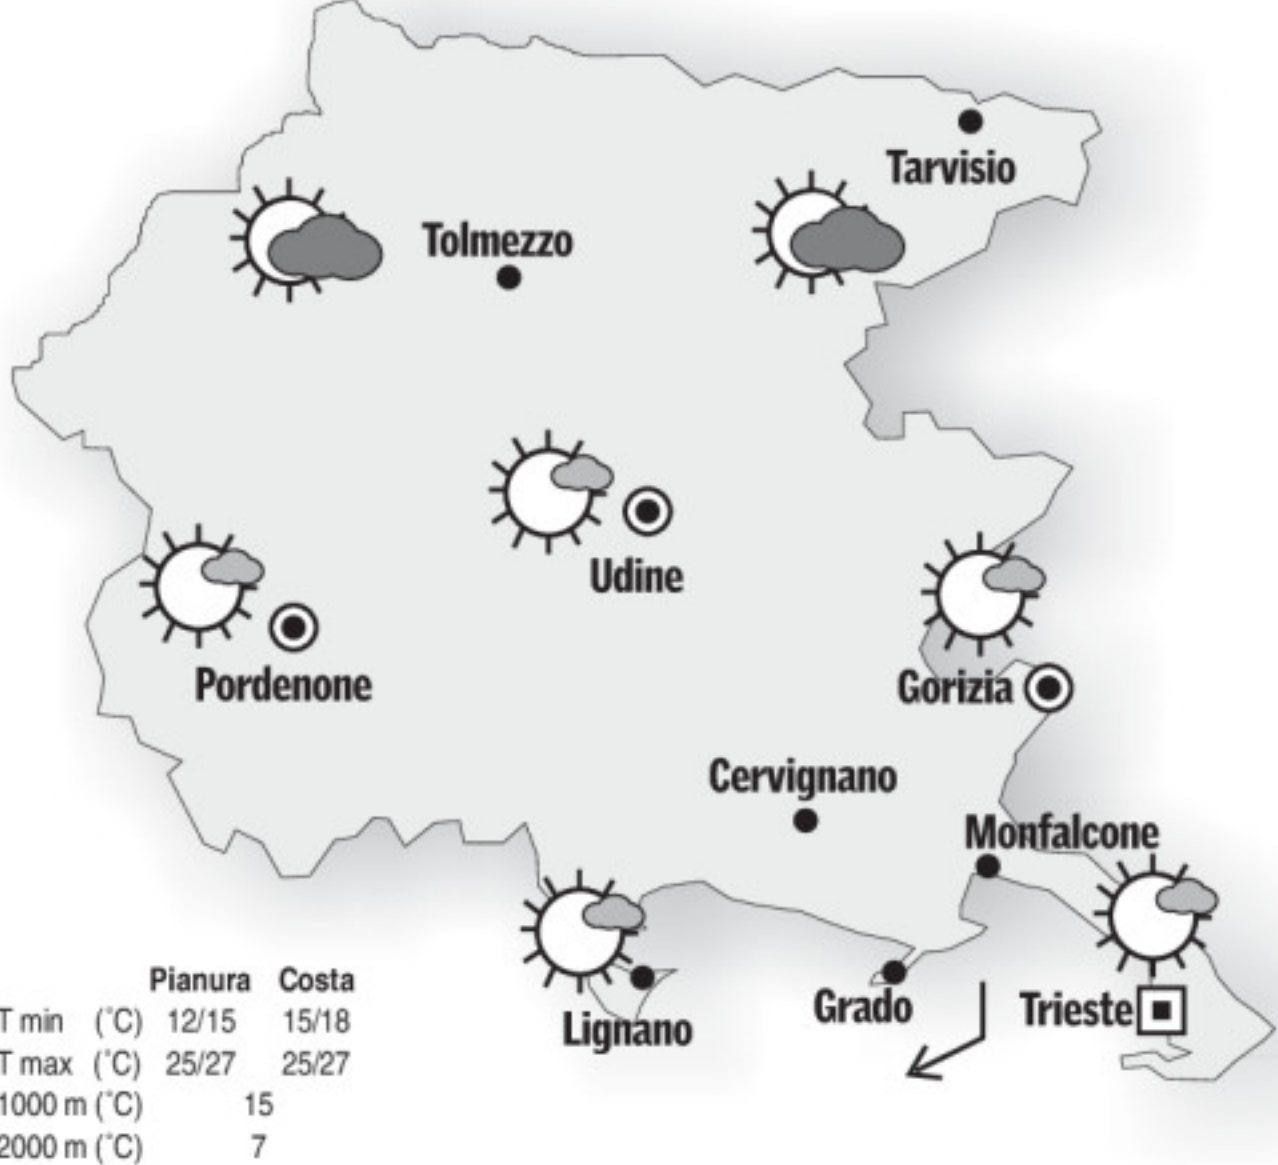 Tarvisio
Tolmezzo
Udine
Pordenone
Gorizia
Cervignano
Monfalcone
Grado
Trieste
Lignano
Pianura Costa
T min (°C) 12/15 15/18
T max (°C) 25/27 25/27
1000 m (°C) 15
2000 m (°C) 7